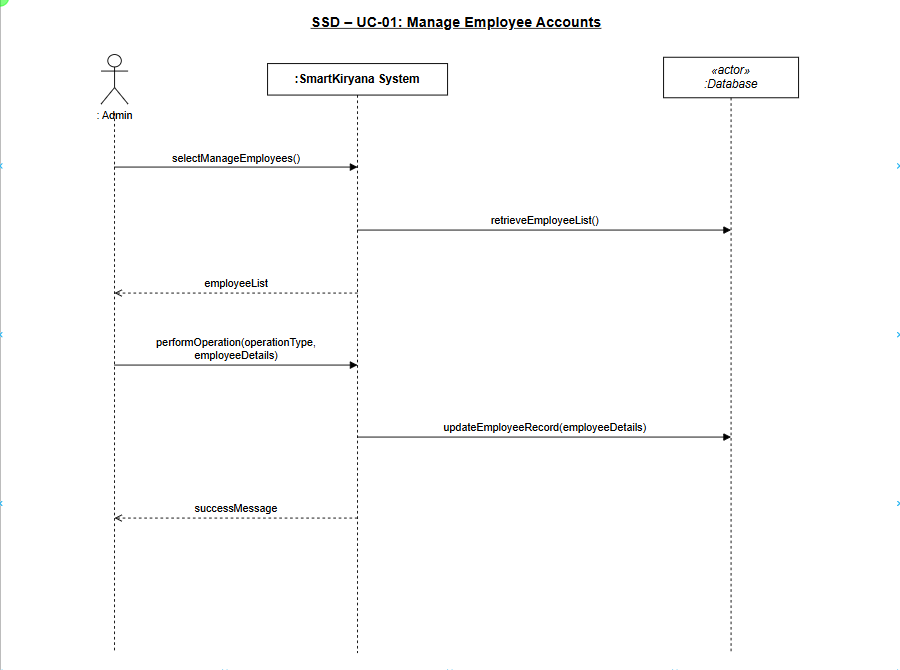 SSD – UC-01: Manage Employee Accounts
«actor»
:SmartKiryana System
:Database
: Admin
selectManageEmployees()
retrieveEmployeeList()
employeeList
performOperation(operationType,
employeeDetails)
updateEmployeeRecord(employeeDetails)
successMessage